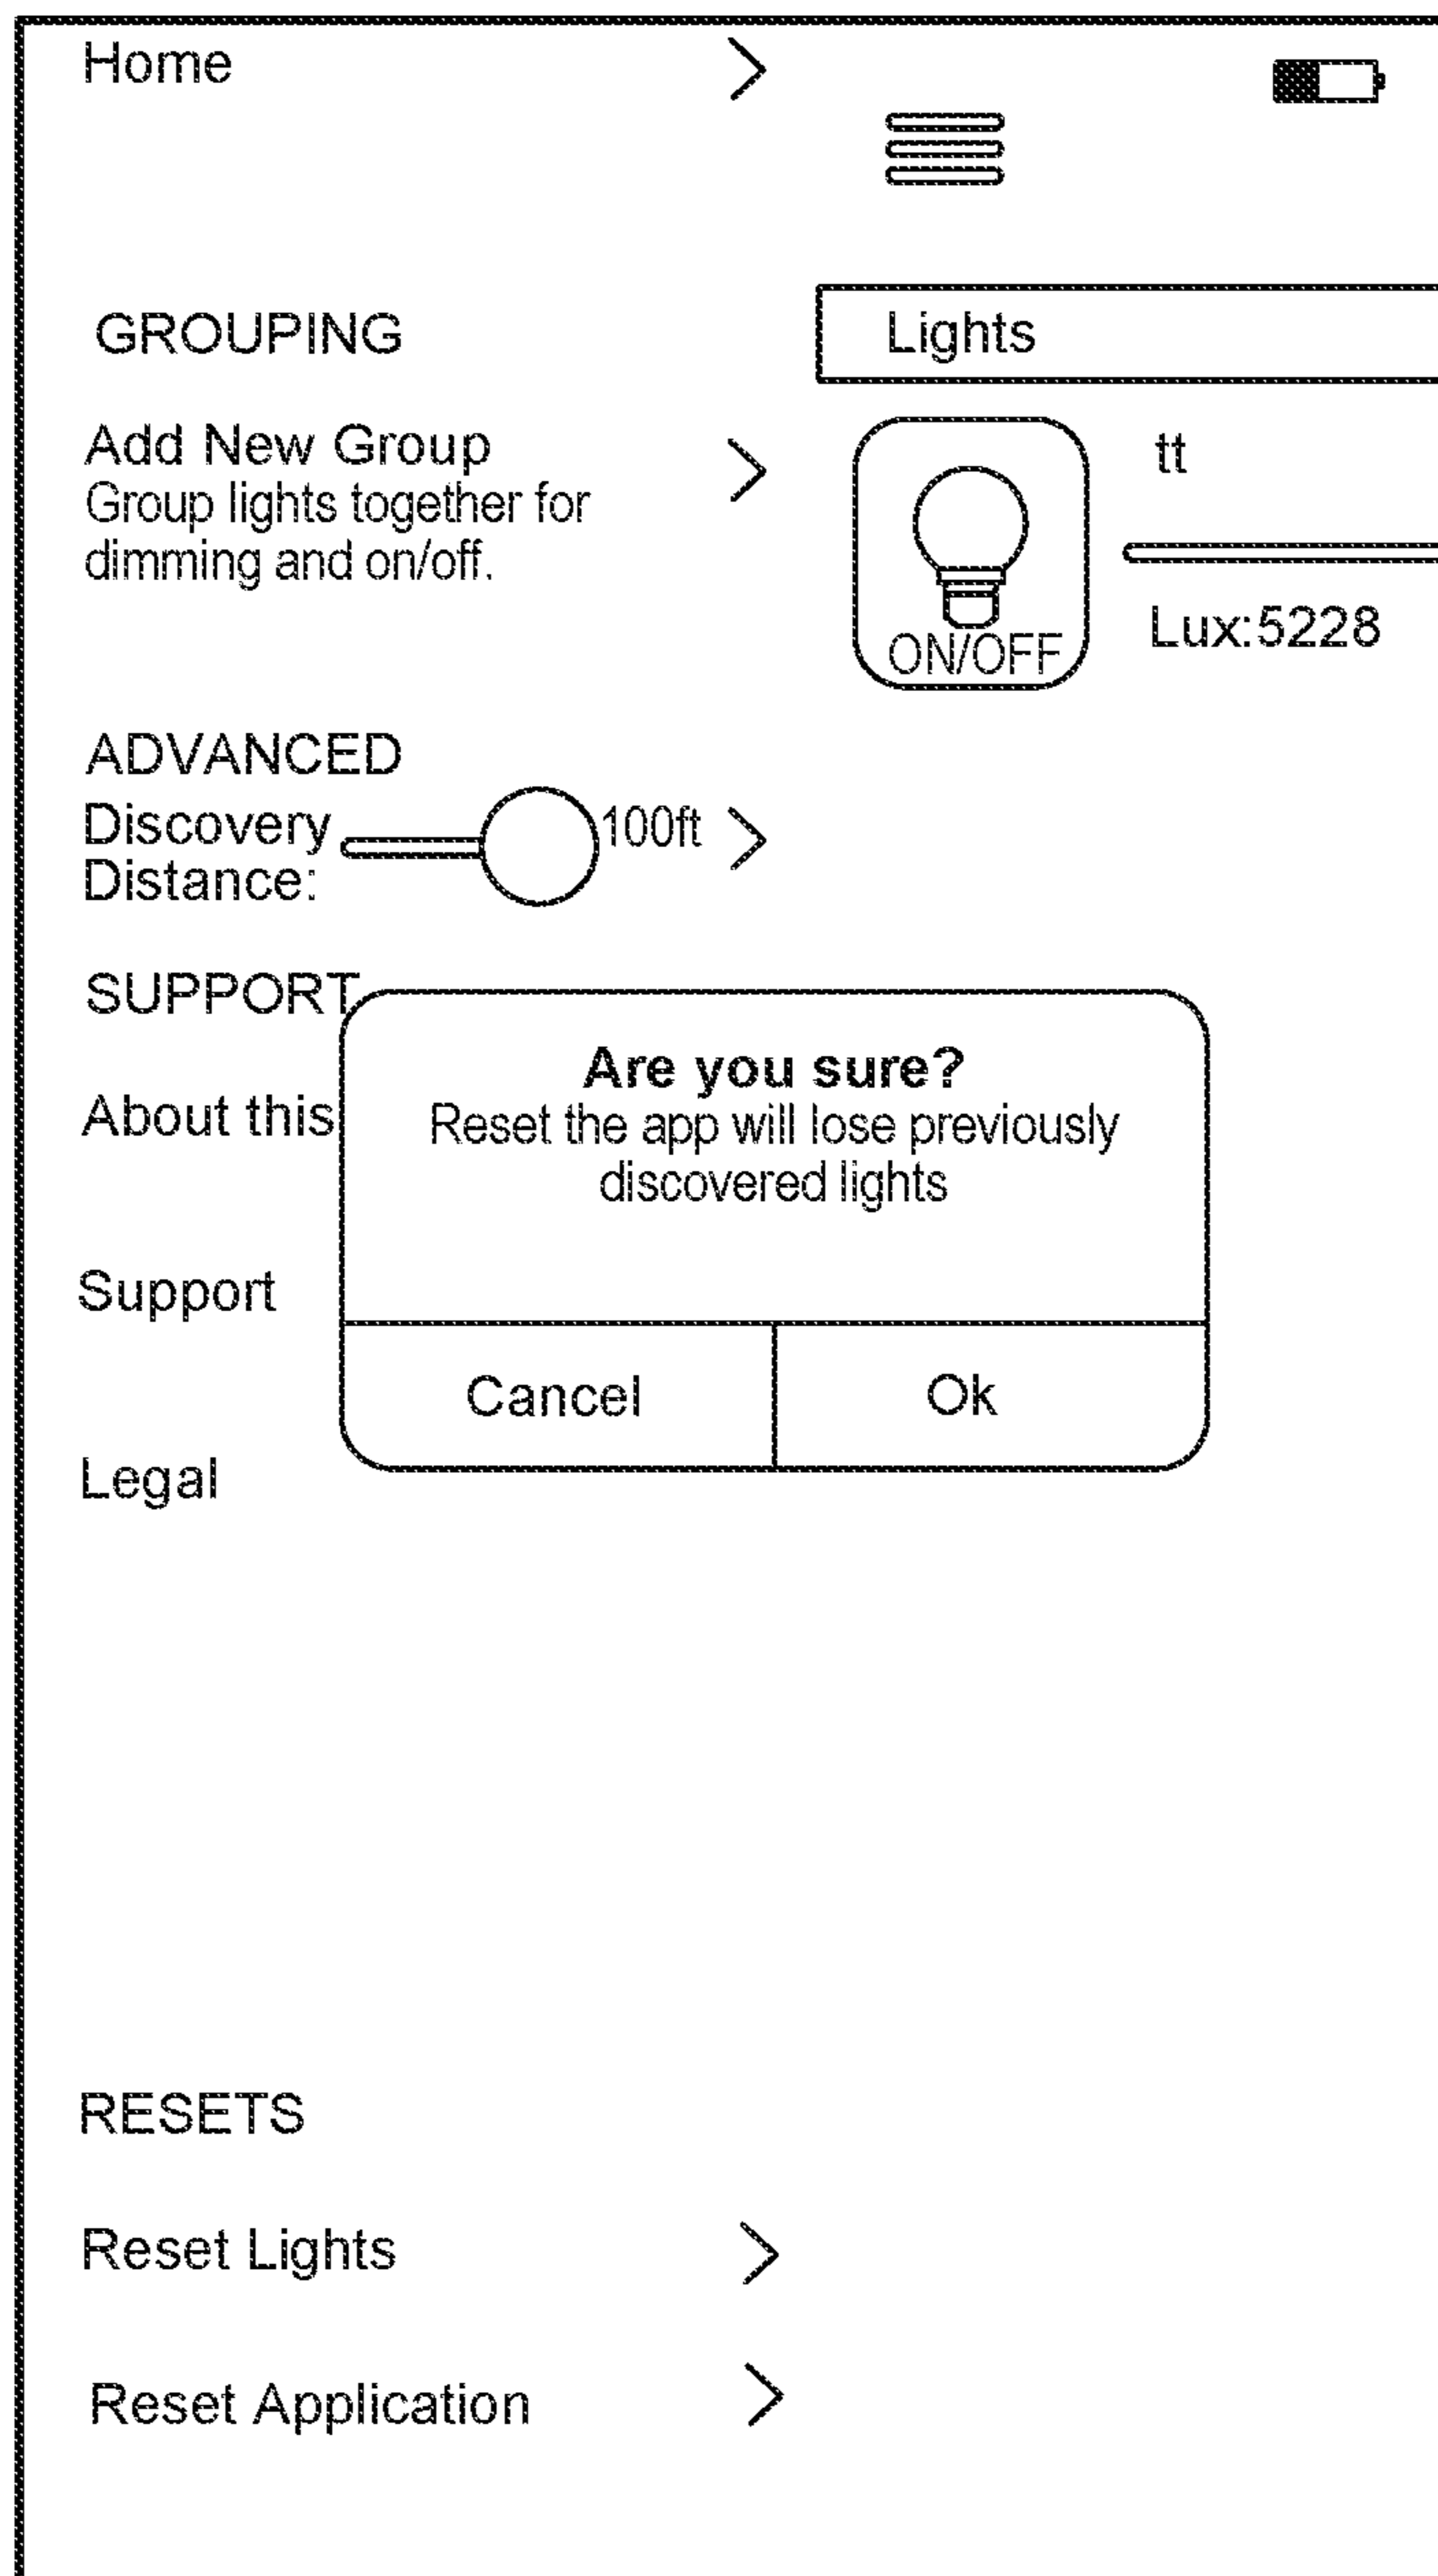 Home
GROUPING
Lights
Add New Group
Group lights together for
dimming and on/off.
tt
ON/OFF
Lux:5228
ADVANCED
Discovery
Distance:
100ft
SUPPORT
About this
Are you sure?
Reset the app will lose previously
discovered lights
Support
Cancel
Ok
Legal
RESETS
Reset Lights
Reset Application